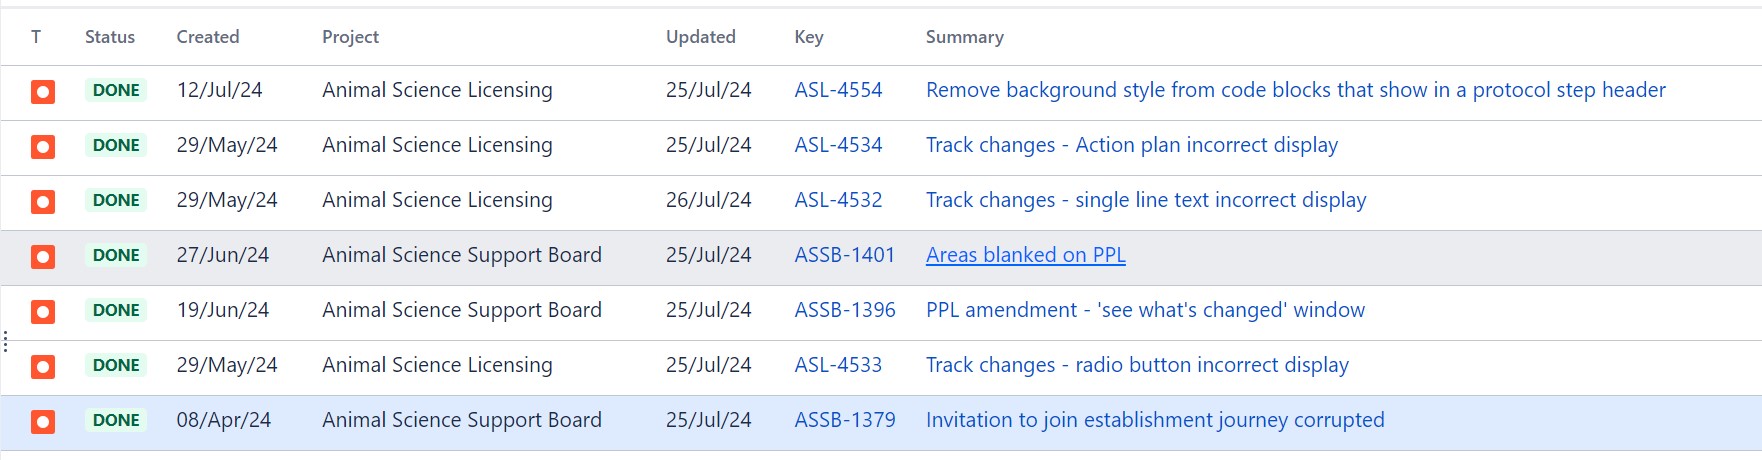 T Status Created Project Updated Key Summary
DONE 12/Jul/24 Animal Science Licensing 25/Jul/24 ASL-4554 Remove background style from code blocks that show in a protocol step header
DONE 29/May/24 Animal Science Licensing 25/Jul/24 ASL-4534 Track changes - Action plan incorrect display
DONE 29/May/24 Animal Science Licensing 26/Jul/24 ASL-4532 Track changes - single line text incorrect display
DONE 27/Jun/24 Animal Science Support Board 25/Jul/24 ASSB-1401 Areas blanked on PPL
DONE 19/Jun/24 Animal Science Support Board 25/Jul/24 ASSB-1396 PPL amendment - 'see what's changed' window
DONE 29/May/24 Animal Science Licensing 25/Jul/24 ASL-4533 Track changes - radio button incorrect display
DONE 08/Apr/24 Animal Science Support Board 25/Jul/24 ASSB-1379 Invitation to join establishment journey corrupted